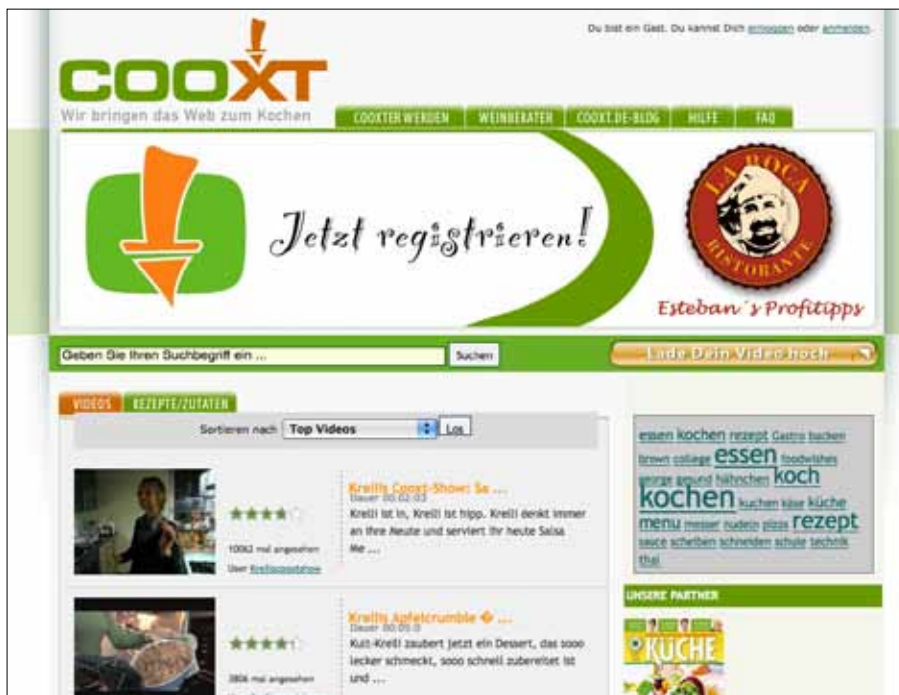 Du bist ein Gast. Du kannst Dich einloggen oder anmelden.
COOXT
Wir bringen das Web zum Kochen
COOXTER WERDEN WEINBERATER COOXT.DE-BLOG HILFE FAQ
Jetzt registrieren!
LA BOCA
RISTORANTE
Esteban´s Profitipps
Geben Sie Ihren Suchbegriff ein ... Suchen Lade Dein Video hoch
VIDEOS REZEPTE/ZUTATEN
Sortieren nach Top Videos Los
Krellis Cooxt-Show: Sa ...
Dauer 00:02:03
Krelli ist in, Krelli ist hipp. Krelli denkt immer
an Ihre Meute und serviert ihr heute Salsa
Me ...
10062 mal angesehen
User Krelliscooxtshow
Krellis Apfelcrumble � ...
Dauer 00:05:0
Kult-Krelli zaubert jetzt ein Dessert, das sooo
lecker schmeckt, sooo schnell zubereitet ist
und ...
3806 mal angesehen
essen kochen rezept Gastro backen
brown college essen foodwishes
george gesund hähnchen koch
kochen kuchen käse küche
menu messer nudeln pizza rezept
sauce scheiben schneiden schule technik
thai
UNSERE PARTNER
KÜCHE